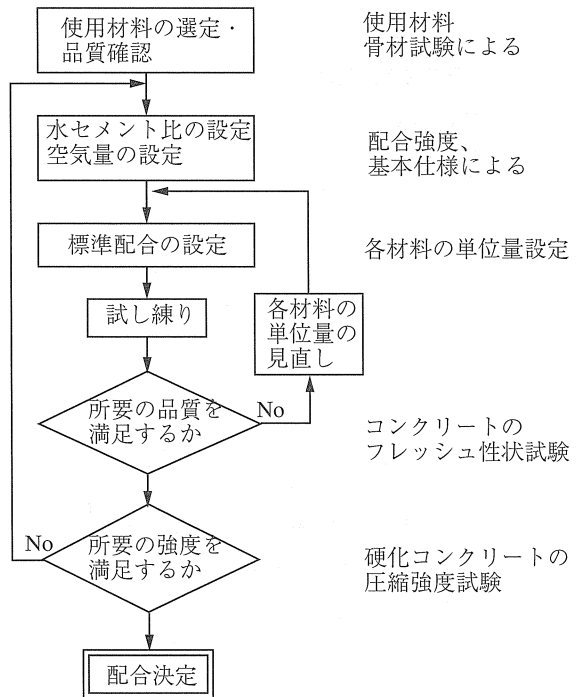 使用材料の選定・
品質確認
使用材料
骨材試験による
水セメント比の設定
空気量の設定
配合強度、
基本仕様による
標準配合の設定
各材料の単位量設定
試し練り
各材料の
単位量の
見直し
所要の品質を
満足するか
No
コンクリートの
フレッシュ性状試験
所要の強度を
満足するか
No
硬化コンクリートの
圧縮強度試験
配合決定